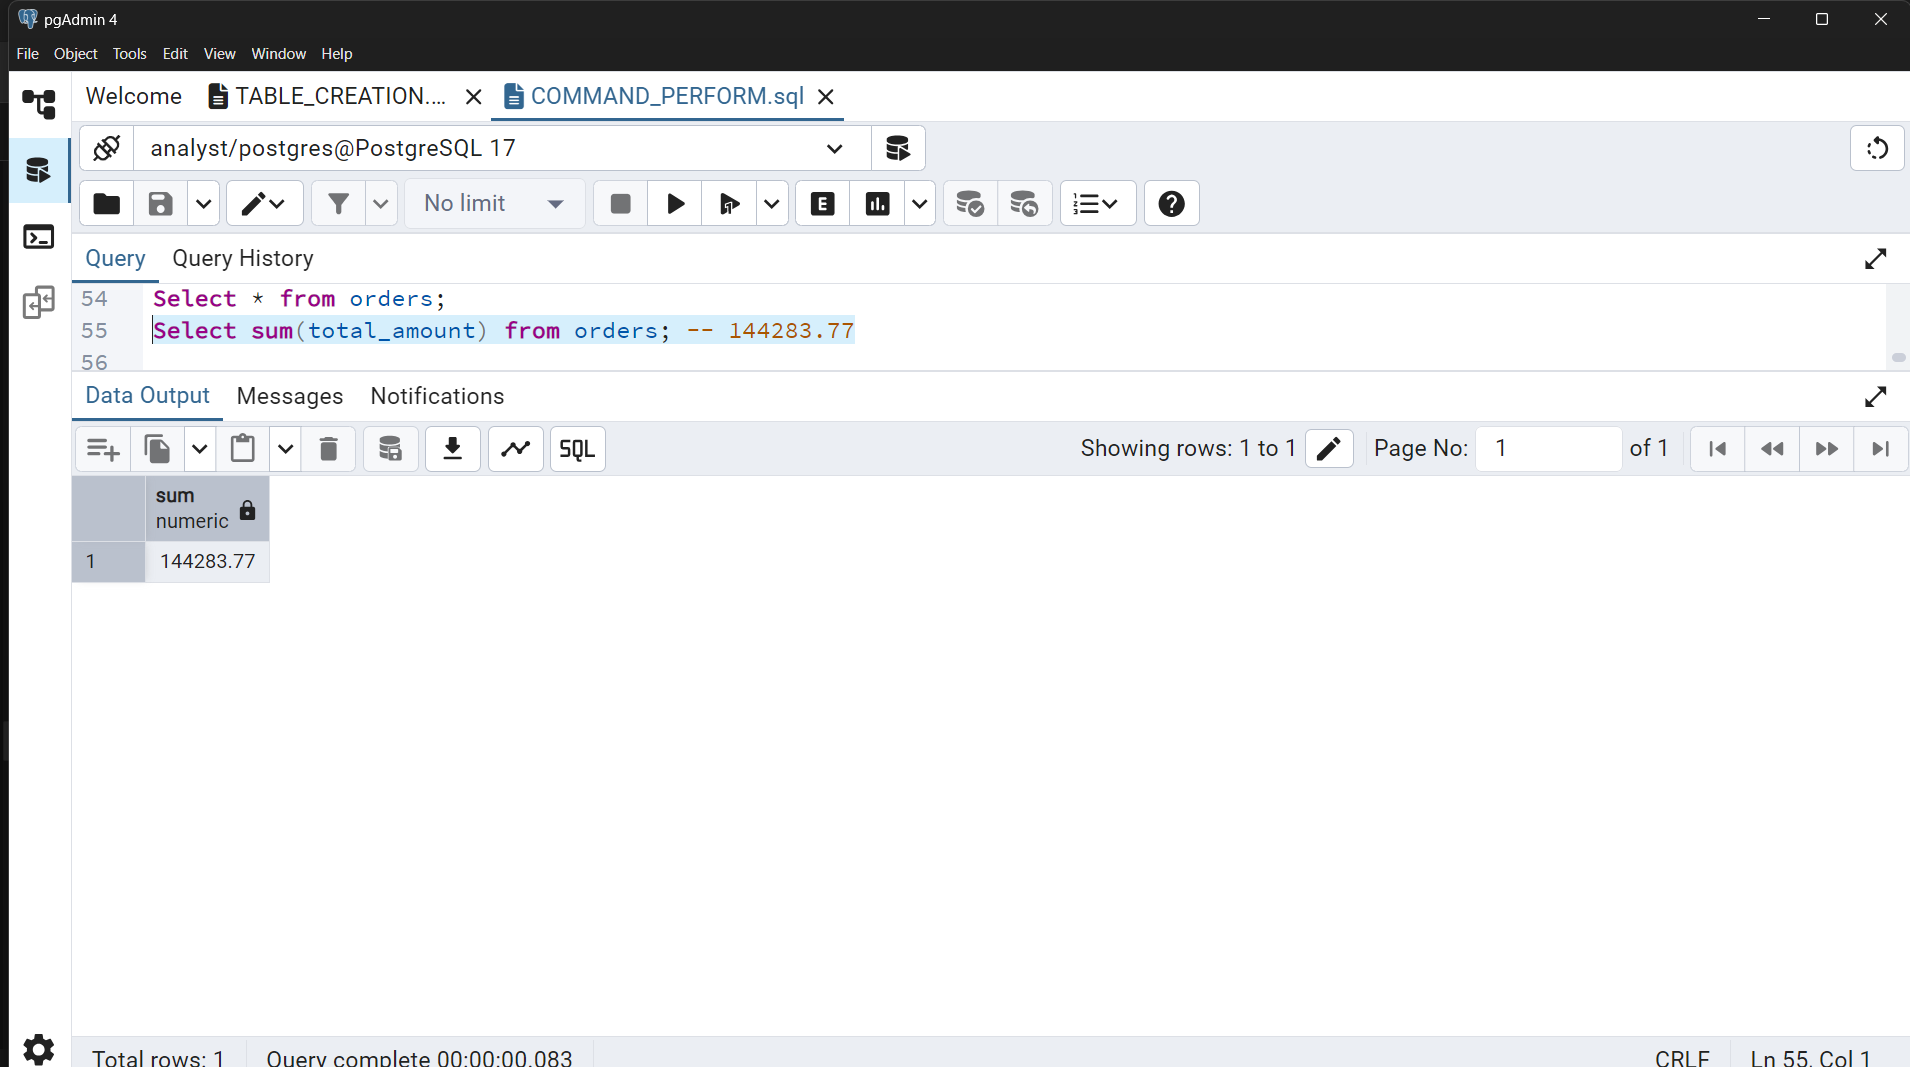 pgAdmin 4
File Object Tools Edit View Window Help
Welcome TABLE_CREATION.... COMMAND_PERFORM.sql
analyst/postgres@PostgreSQL 17
No limit E
Query Query History
54 Select * from orders;
55 Select sum(total_amount) from orders; -- 144283.77
56
Data Output Messages Notifications
SQL Showing rows: 1 to 1 Page No: 1 of 1
sum
numeric
1 144283.77
Total rows: 1 Query complete 00:00:00.083 CRLF Ln 55, Col 1